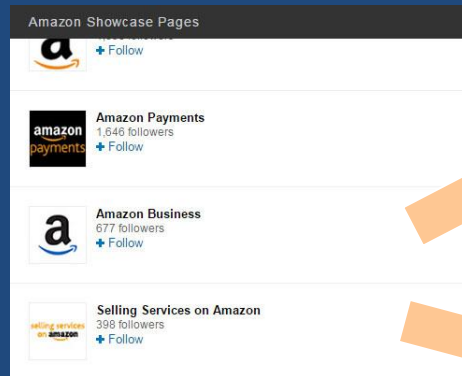 Amazon Showcase Pages
a
+ Follow
amazon
payments
Amazon Payments
1,646 followers
+ Follow
a
Amazon Business
677 followers
+ Follow
selling services
on amazon
Selling Services on Amazon
398 followers
+ Follow